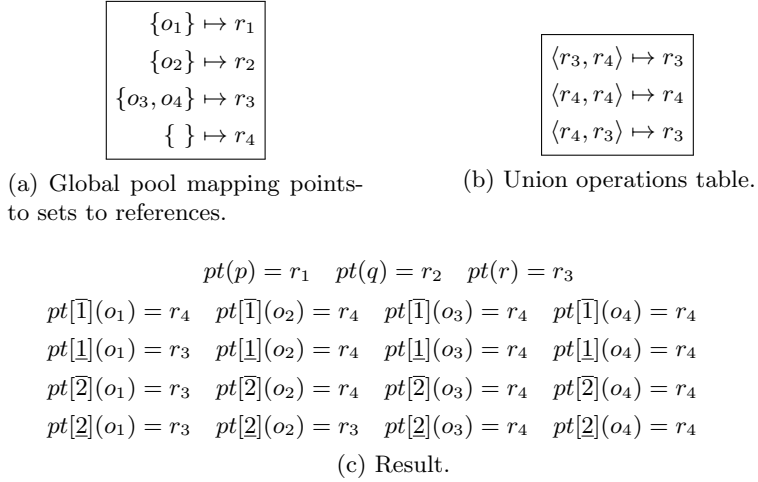 {o₁} ↦ r₁
{o₂} ↦ r₂
{o₃, o₄} ↦ r₃
{ } ↦ r₄
(a) Global pool mapping points-
to sets to references.
⟨r₃, r₄⟩ ↦ r₃
⟨r₄, r₄⟩ ↦ r₄
⟨r₄, r₃⟩ ↦ r₃
(b) Union operations table.
pt(p) = r₁ pt(q) = r₂ pt(r) = r₃
pt[1̅](o₁) = r₄ pt[1̅](o₂) = r₄ pt[1̅](o₃) = r₄ pt[1̅](o₄) = r₄
pt[1̲](o₁) = r₃ pt[1̲](o₂) = r₄ pt[1̲](o₃) = r₄ pt[1̲](o₄) = r₄
pt[2̅](o₁) = r₃ pt[2̅](o₂) = r₄ pt[2̅](o₃) = r₄ pt[2̅](o₄) = r₄
pt[2̲](o₁) = r₃ pt[2̲](o₂) = r₃ pt[2̲](o₃) = r₄ pt[2̲](o₄) = r₄
(c) Result.